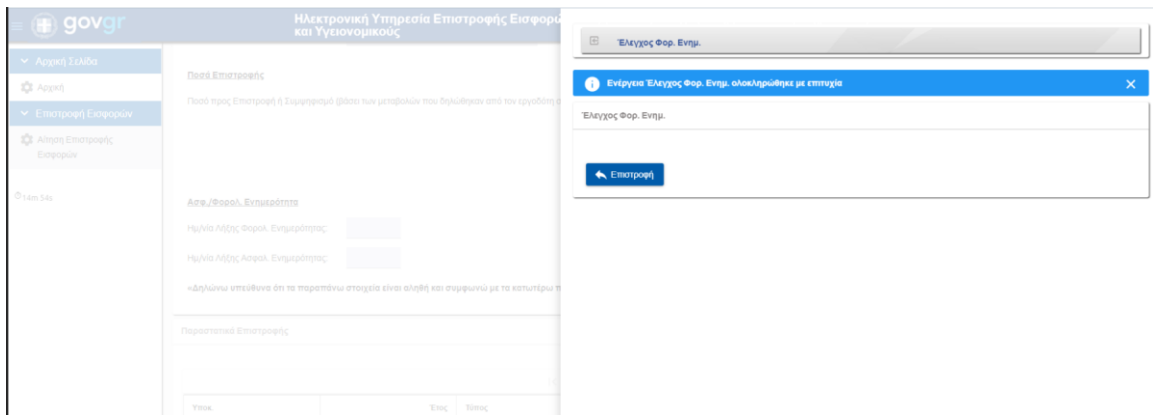 govgr
Ηλεκτρονική Υπηρεσία Επιστροφής Εισφορώ
και Υγειονομικούς
Αρχική Σελίδα
Αρχική
Επιστροφή Εισφορών
Αίτηση Επιστροφής
Εισφορών
14m 54s
Ποσά Επιστροφής
Ποσό προς Επιστροφή ή Συμψηφισμό (βάσει των μεταβολών που δηλώθηκαν από τον εργοδότη σ
Ασφ./Φορολ. Ενημερότητα
Ημ/νία Λήξης Φορολ. Ενημερότητας:
Ημ/νία Λήξης Ασφαλ. Ενημερότητας:
«Δηλώνω υπεύθυνα ότι τα παραπάνω στοιχεία είναι αληθή και συμφωνώ με τα κατωτέρω π
Παραστατικά Επιστροφής
Υποκ. Έτος Τύπος
Έλεγχος Φορ. Ενημ.
Ενέργεια Έλεγχος Φορ. Ενημ. ολοκληρώθηκε με επιτυχία
Έλεγχος Φορ. Ενημ.
Επιστροφή